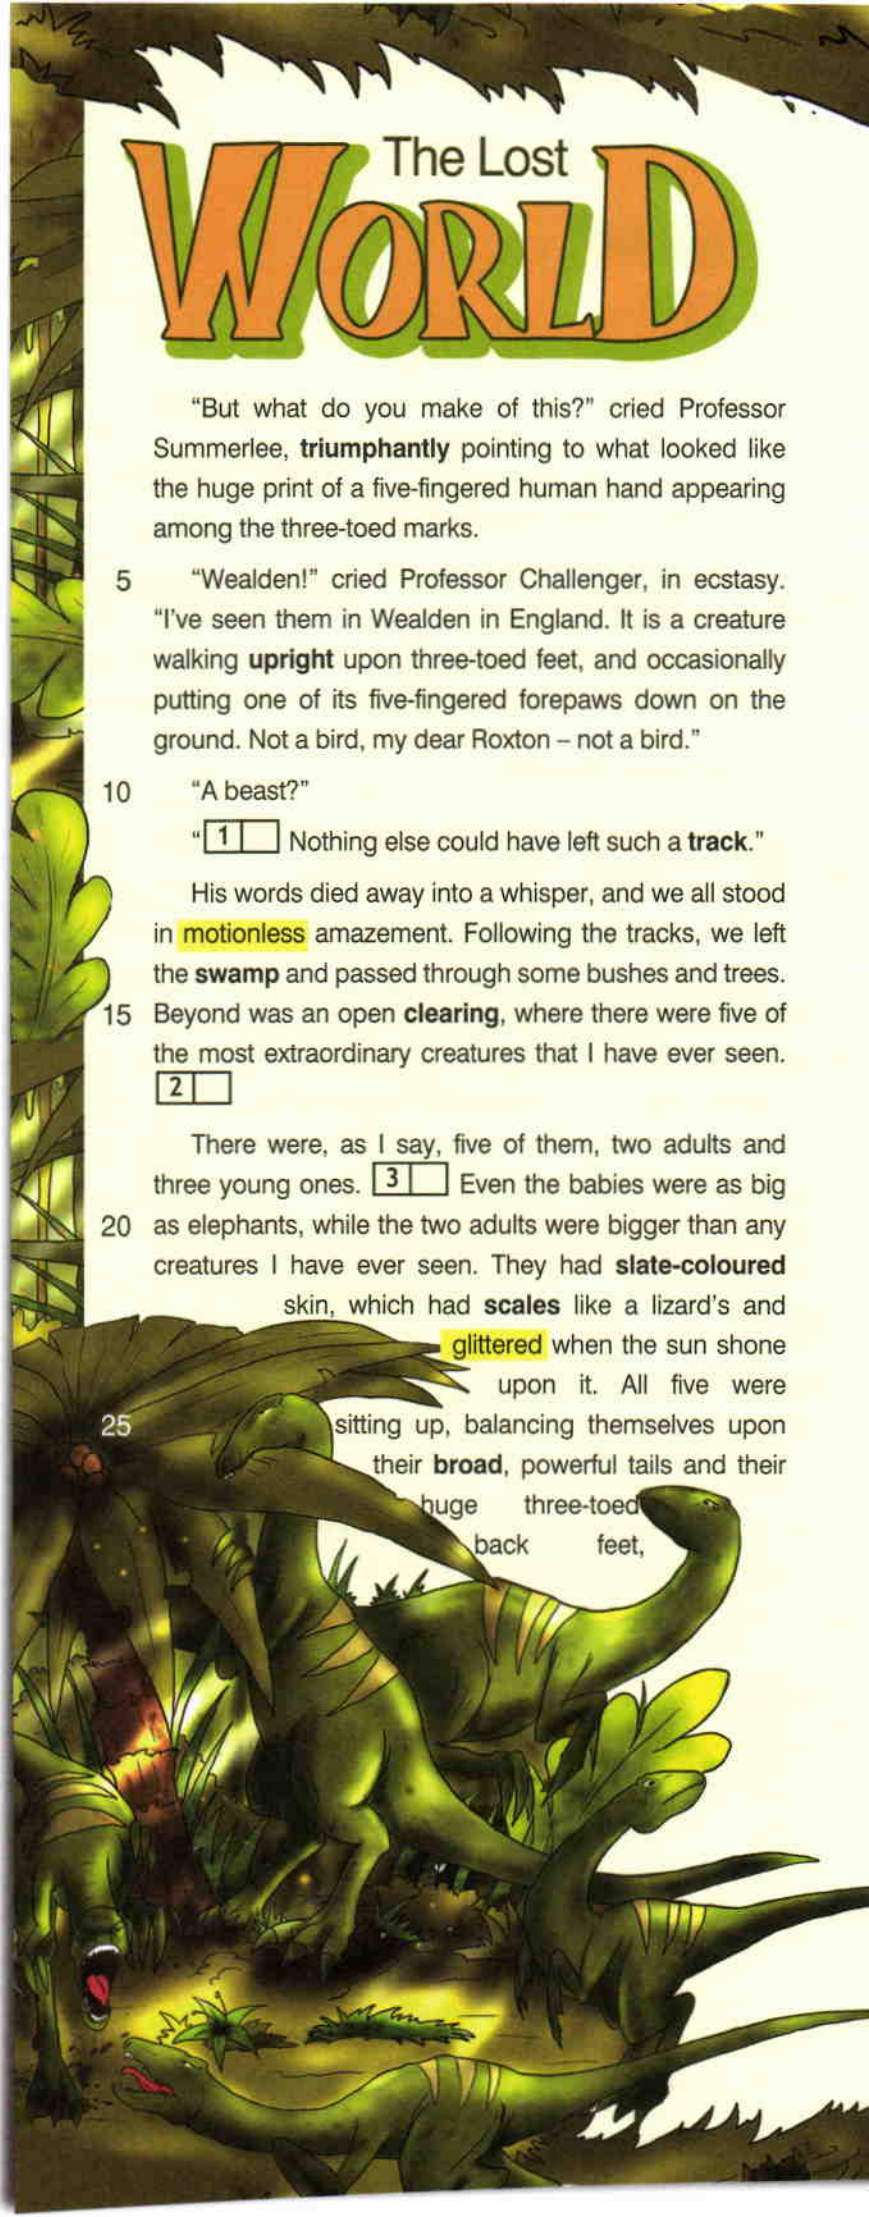 The Lost
WORLD
"But what do you make of this?" cried Professor
Summerlee, triumphantly pointing to what looked like
the huge print of a five-fingered human hand appearing
among the three-toed marks.
5 "Wealden!" cried Professor Challenger, in ecstasy.
"I've seen them in Wealden in England. It is a creature
walking upright upon three-toed feet, and occasionally
putting one of its five-fingered forepaws down on the
ground. Not a bird, my dear Roxton – not a bird."
10 "A beast?"
"1 Nothing else could have left such a track."
His words died away into a whisper, and we all stood
in motionless amazement. Following the tracks, we left
the swamp and passed through some bushes and trees.
15 Beyond was an open clearing, where there were five of
the most extraordinary creatures that I have ever seen.
2
There were, as I say, five of them, two adults and
three young ones. 3 Even the babies were as big
20 as elephants, while the two adults were bigger than any
creatures I have ever seen. They had slate-coloured
skin, which had scales like a lizard's and
glittered when the sun shone
upon it. All five were
25 sitting up, balancing themselves upon
their broad, powerful tails and their
huge three-toed
back feet,